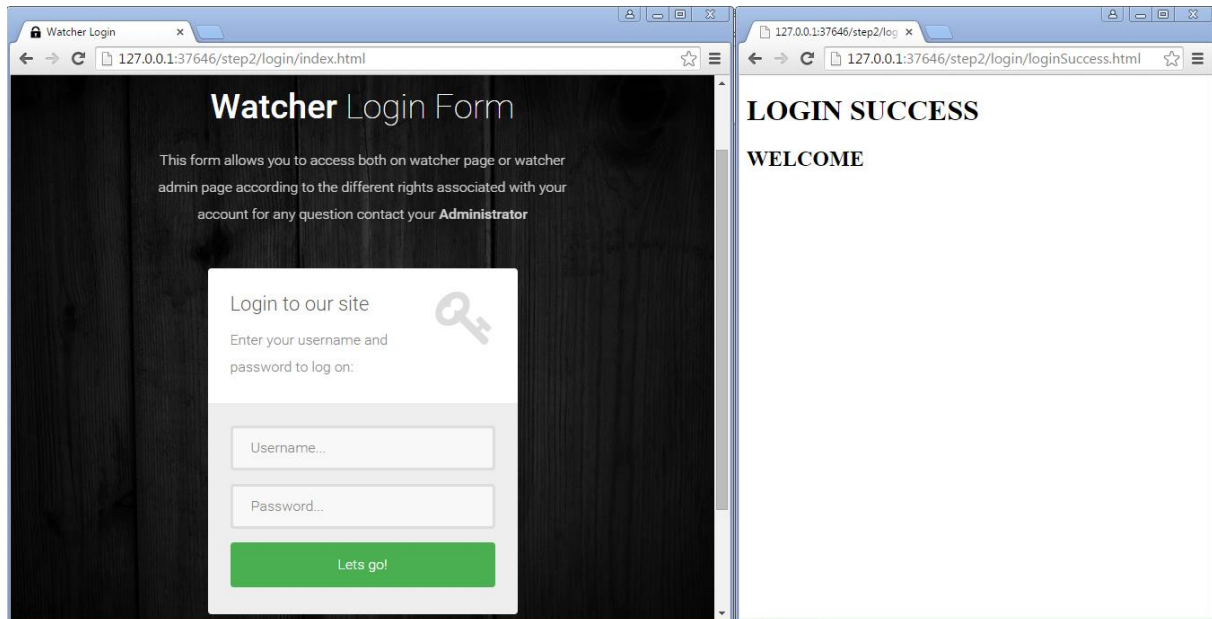 Watcher Login
127.0.0.1:37646/step2/login/index.html
Watcher Login Form
This form allows you to access both on watcher page or watcher
admin page according to the different rights associated with your
account for any question contact your Administrator
Login to our site
Enter your username and
password to log on:
Username...
Password...
Lets go!
127.0.0.1:37646/step2/log
127.0.0.1:37646/step2/login/loginSuccess.html
LOGIN SUCCESS
WELCOME